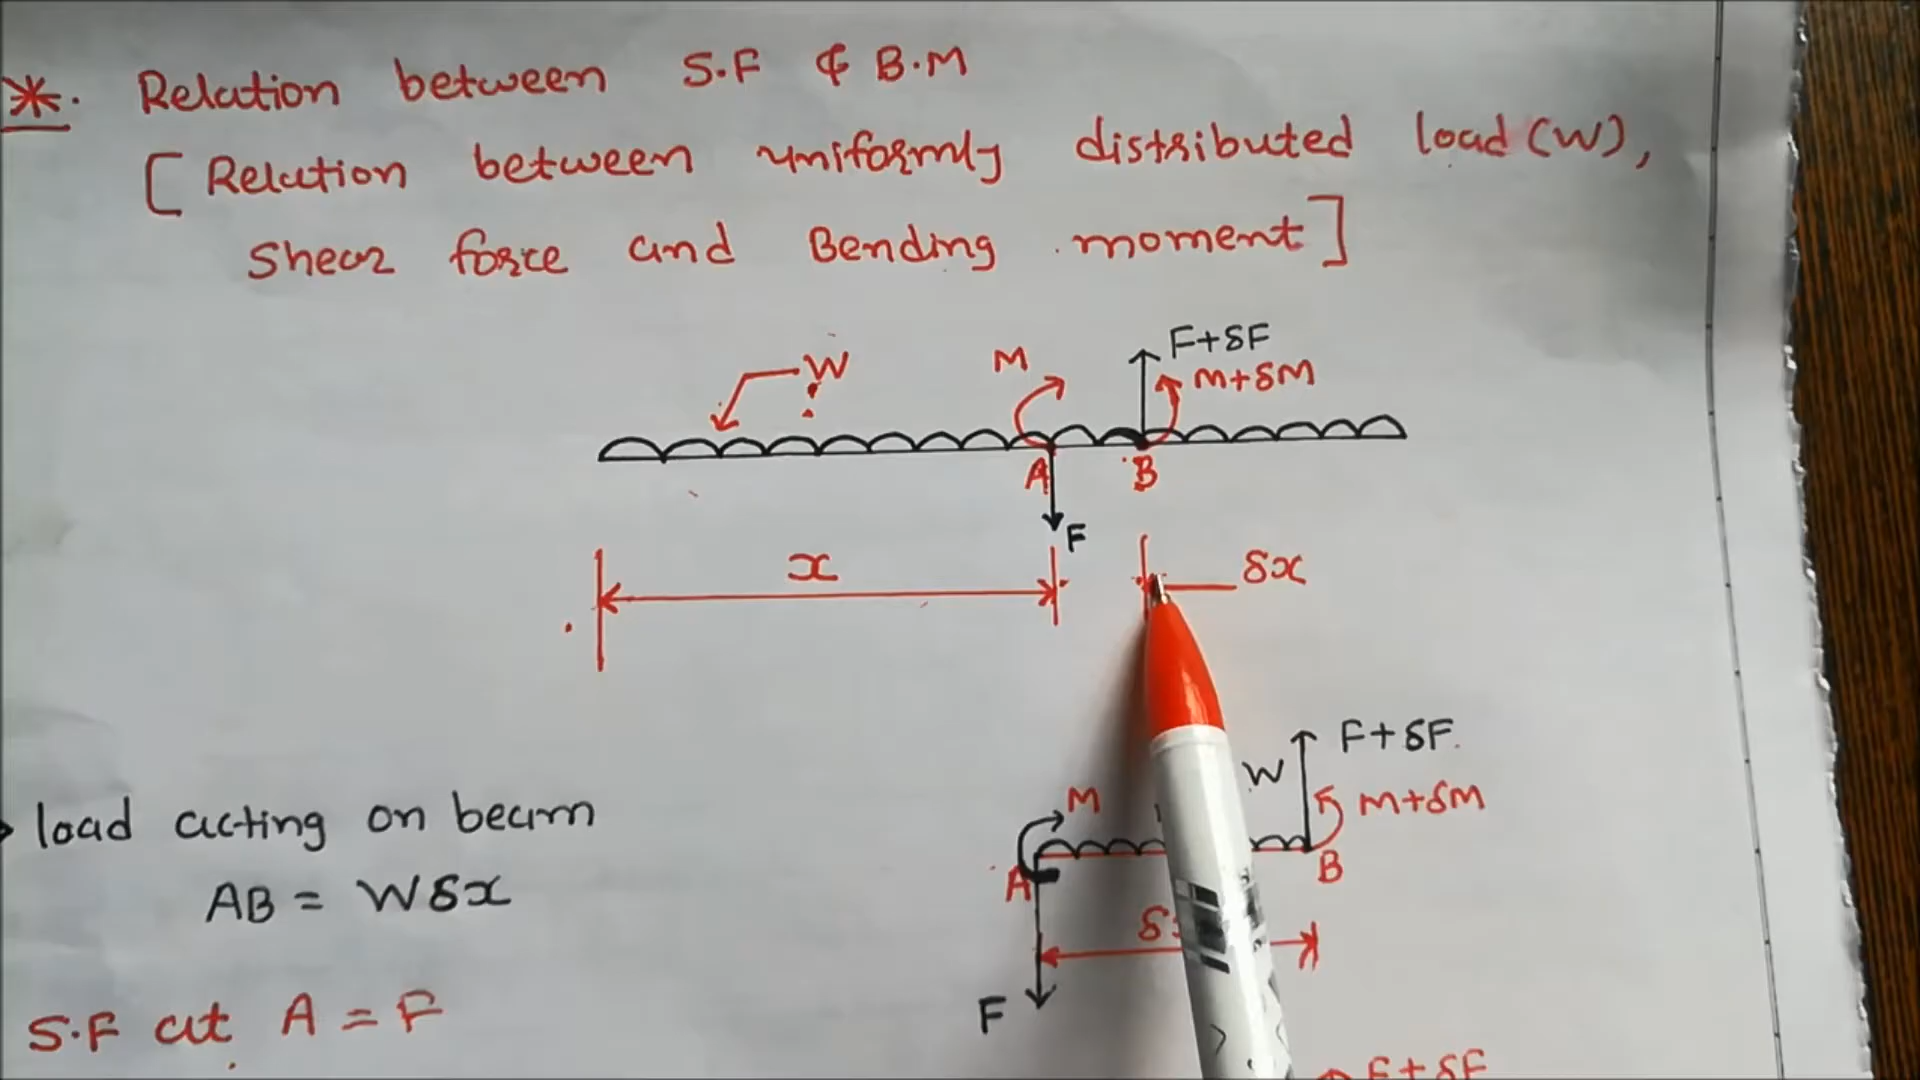 *. Relation between S.F & B.M
[Relation between uniformly distributed load (W),
Shear force and Bending moment]
W
M
F+δF
M+δM
A
B
F
x
δx
load acting on beam
AB = Wδx
S.F at A = F
W
F+δF.
M
M+δM
A
B
F
F+δF